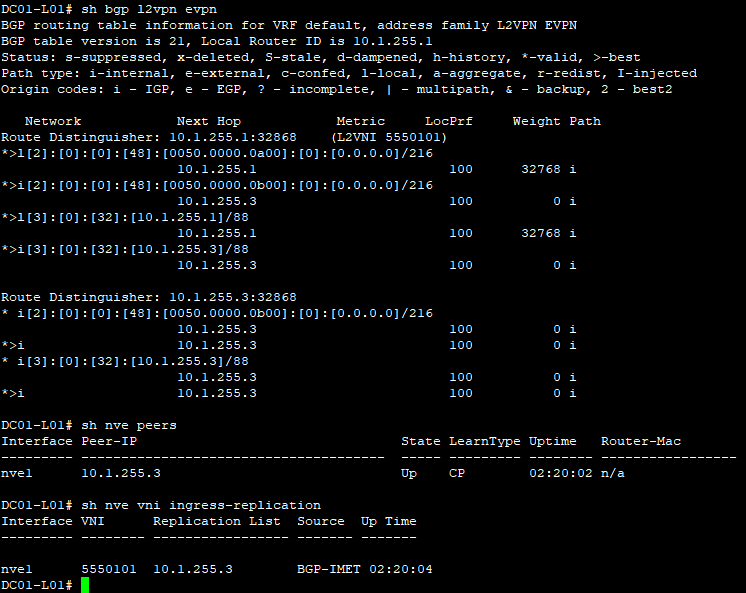 DC01-L01# sh bgp l2vpn evpn
BGP routing table information for VRF default, address family L2VPN EVPN
BGP table version is 21, Local Router ID is 10.1.255.1
Status: s-suppressed, x-deleted, S-stale, d-dampened, h-history, *-valid, >-best
Path type: i-internal, e-external, c-confed, l-local, a-aggregate, r-redist, I-injected
Origin codes: i - IGP, e - EGP, ? - incomplete, | - multipath, & - backup, 2 - best2
   Network            Next Hop            Metric     LocPrf     Weight Path
Route Distinguisher: 10.1.255.1:32868    (L2VNI 5550101)
*>l[2]:[0]:[0]:[48]:[0050.0000.0a00]:[0]:[0.0.0.0]/216
                      10.1.255.1                        100      32768 i
*>i[2]:[0]:[0]:[48]:[0050.0000.0b00]:[0]:[0.0.0.0]/216
                      10.1.255.3                        100          0 i
*>l[3]:[0]:[32]:[10.1.255.1]/88
                      10.1.255.1                        100      32768 i
*>i[3]:[0]:[32]:[10.1.255.3]/88
                      10.1.255.3                        100          0 i
Route Distinguisher: 10.1.255.3:32868
* i[2]:[0]:[0]:[48]:[0050.0000.0b00]:[0]:[0.0.0.0]/216
                      10.1.255.3                        100          0 i
*>i                   10.1.255.3                        100          0 i
* i[3]:[0]:[32]:[10.1.255.3]/88
                      10.1.255.3                        100          0 i
*>i                   10.1.255.3                        100          0 i
DC01-L01# sh nve peers
Interface Peer-IP                                 State LearnType Uptime   Router-Mac
--------- --------------------------------------  ----- --------- -------- -----------------
nve1      10.1.255.3                              Up    CP        02:20:02 n/a
DC01-L01# sh nve vni ingress-replication
Interface VNI      Replication List  Source  Up Time
--------- -------- ----------------- ------- -------
nve1      5550101  10.1.255.3        BGP-IMET 02:20:04
DC01-L01#